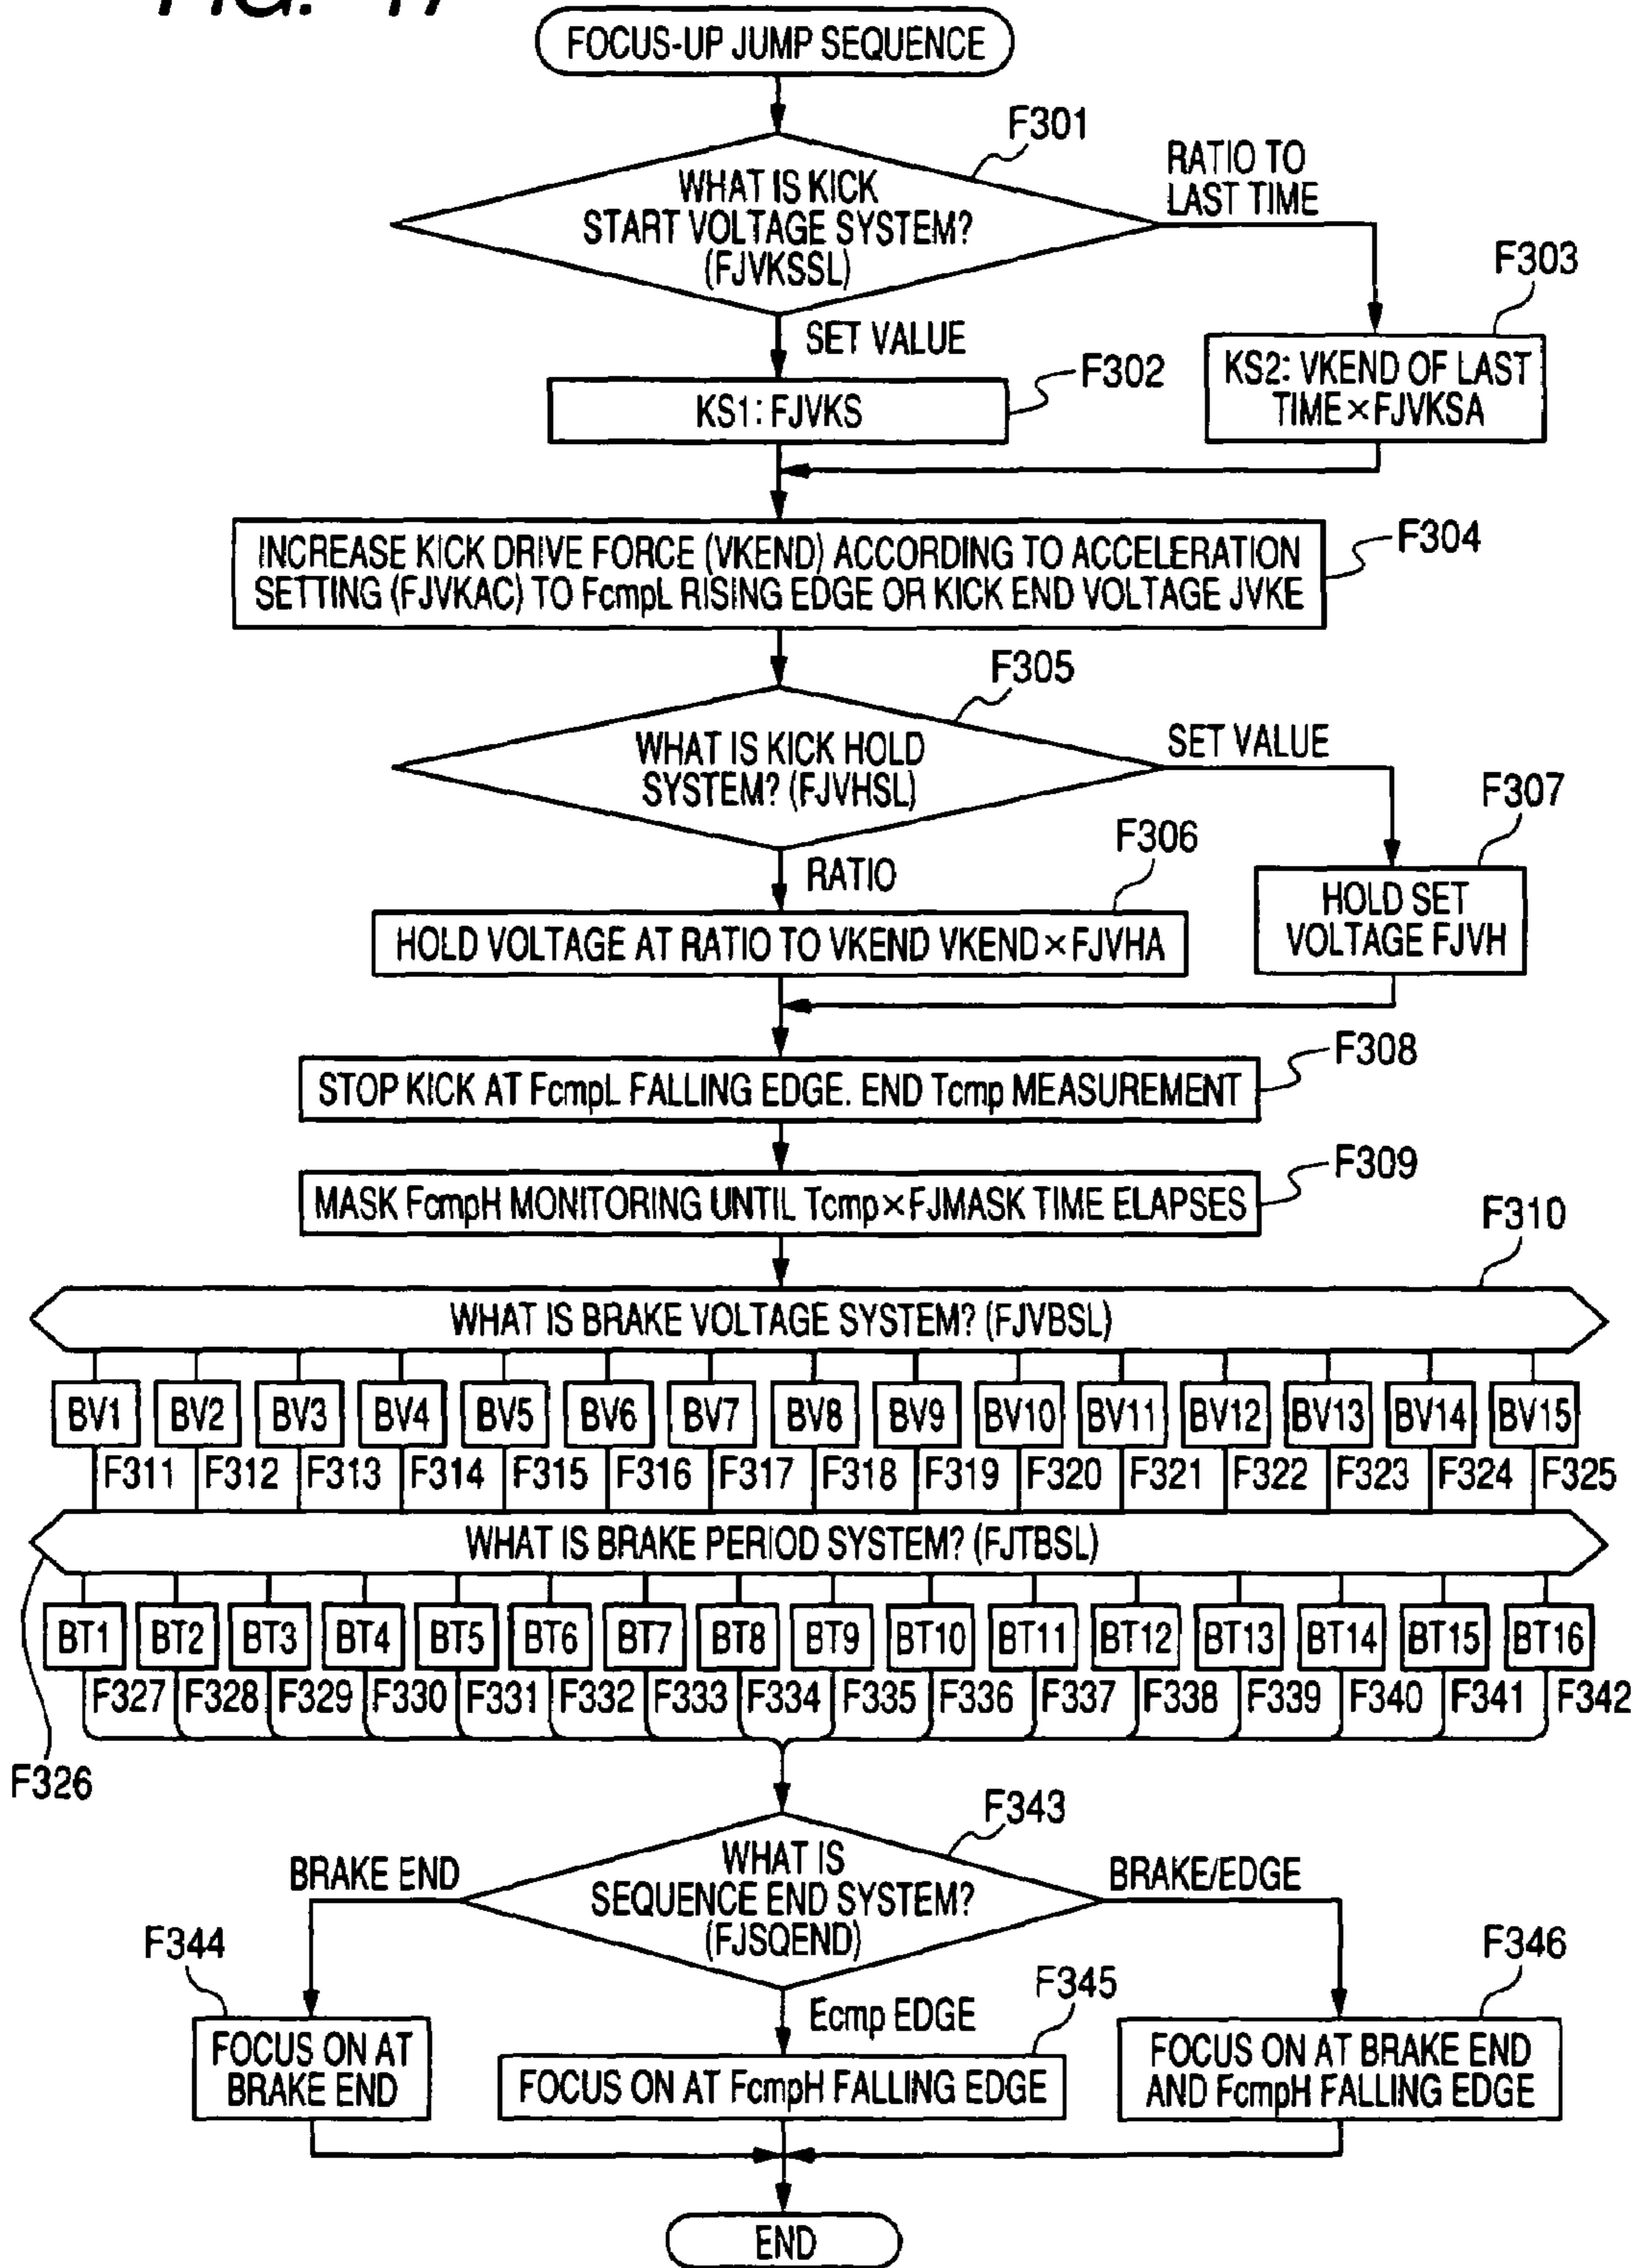 FIG. 17
FOCUS-UP JUMP SEQUENCE
F301
WHAT IS KICK
START VOLTAGE SYSTEM?
(FJVKSSL)
RATIO TO
LAST TIME
F303
SET VALUE
F302
KS1: FJVKS
KS2: VKEND OF LAST
TIME×FJVKSA
INCREASE KICK DRIVE FORCE (VKEND) ACCORDING TO ACCELERATION
SETTING (FJVKAC) TO FcmpL RISING EDGE OR KICK END VOLTAGE JVKE
F304
F305
WHAT IS KICK HOLD
SYSTEM? (FJVHSL)
SET VALUE
F307
F306
RATIO
HOLD VOLTAGE AT RATIO TO VKEND VKEND×FJVHA
HOLD SET
VOLTAGE FJVH
F308
STOP KICK AT FcmpL FALLING EDGE. END Tcmp MEASUREMENT
F309
MASK FcmpH MONITORING UNTIL Tcmp×FJMASK TIME ELAPSES
F310
WHAT IS BRAKE VOLTAGE SYSTEM? (FJVBSL)
BV1 BV2 BV3 BV4 BV5 BV6 BV7 BV8 BV9 BV10 BV11 BV12 BV13 BV14 BV15
F311 F312 F313 F314 F315 F316 F317 F318 F319 F320 F321 F322 F323 F324 F325
WHAT IS BRAKE PERIOD SYSTEM? (FJTBSL)
BT1 BT2 BT3 BT4 BT5 BT6 BT7 BT8 BT9 BT10 BT11 BT12 BT13 BT14 BT15 BT16
F327 F328 F329 F330 F331 F332 F333 F334 F335 F336 F337 F338 F339 F340 F341 F342
F326
F343
WHAT IS
SEQUENCE END SYSTEM?
(FJSQEND)
BRAKE END
BRAKE/EDGE
F344
F346
F345
Ecmp EDGE
FOCUS ON AT
BRAKE END
FOCUS ON AT FcmpH FALLING EDGE
FOCUS ON AT BRAKE END
AND FcmpH FALLING EDGE
END